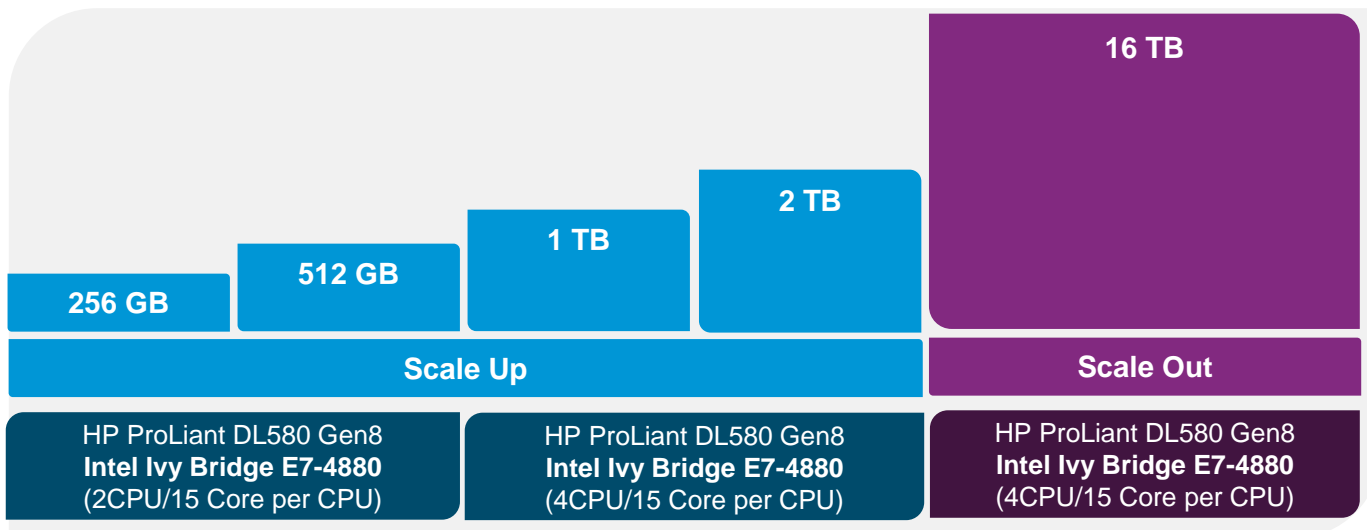 16 TB
2 TB
1 TB
512 GB
256 GB
Scale Up
Scale Out
HP ProLiant DL580 Gen8
Intel Ivy Bridge E7-4880
(2CPU/15 Core per CPU)
HP ProLiant DL580 Gen8
Intel Ivy Bridge E7-4880
(4CPU/15 Core per CPU)
HP ProLiant DL580 Gen8
Intel Ivy Bridge E7-4880
(4CPU/15 Core per CPU)